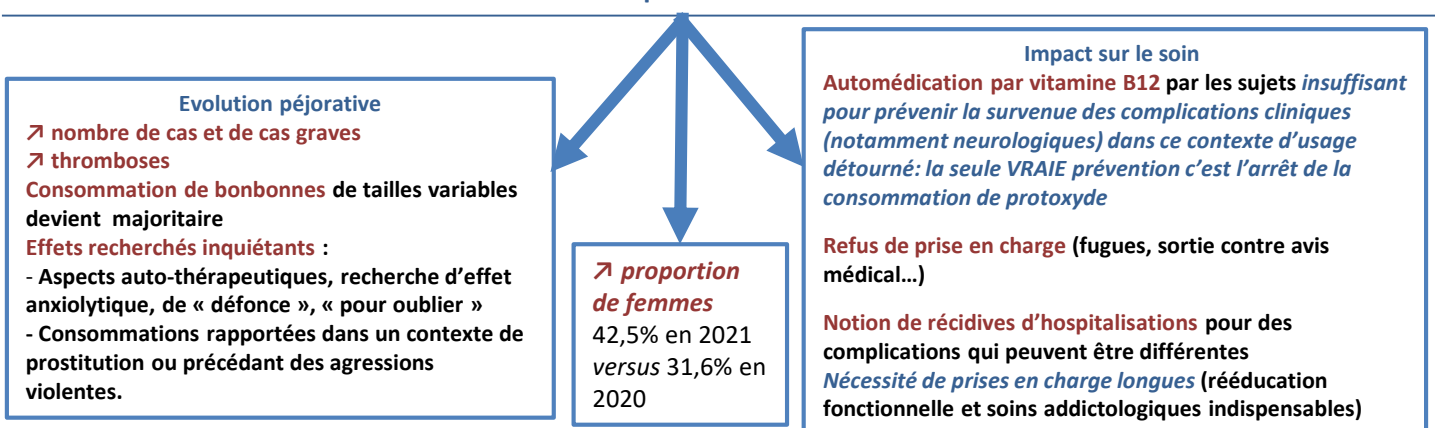 Evolution péjorative
↗ nombre de cas et de cas graves
↗ thromboses
Consommation de bonbonnes de tailles variables
devient majoritaire
Effets recherchés inquiétants :
- Aspects auto-thérapeutiques, recherche d’effet
anxiolytique, de « défonce », « pour oublier »
- Consommations rapportées dans un contexte de
prostitution ou précédant des agressions
violentes.
↗ proportion
de femmes
42,5% en 2021
versus 31,6% en
2020
Impact sur le soin
Automédication par vitamine B12 par les sujets insuffisant
pour prévenir la survenue des complications cliniques
(notamment neurologiques) dans ce contexte d’usage
détourné: la seule VRAIE prévention c’est l’arrêt de la
consommation de protoxyde
Refus de prise en charge (fugues, sortie contre avis
médical…)
Notion de récidives d’hospitalisations pour des
complications qui peuvent être différentes
Nécessité de prises en charge longues (rééducation
fonctionnelle et soins addictologiques indispensables)